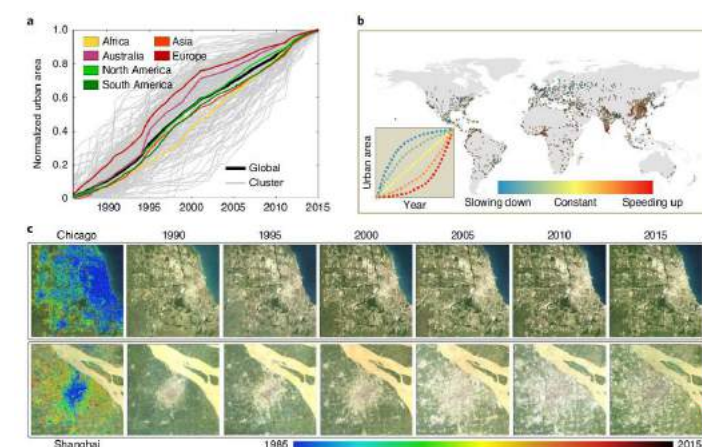 a
b
1.0
0.8
0.6
0.4
0.2
0
Normalized urban area
Africa
Asia
Australia
Europe
North America
South America
Global
Cluster
1990 1995 2000 2005 2010 2015
Urban area
Year
Slowing down Constant Speeding up
c
Chicago 1990 1995 2000 2005 2010 2015
Shanghai
1985 2015